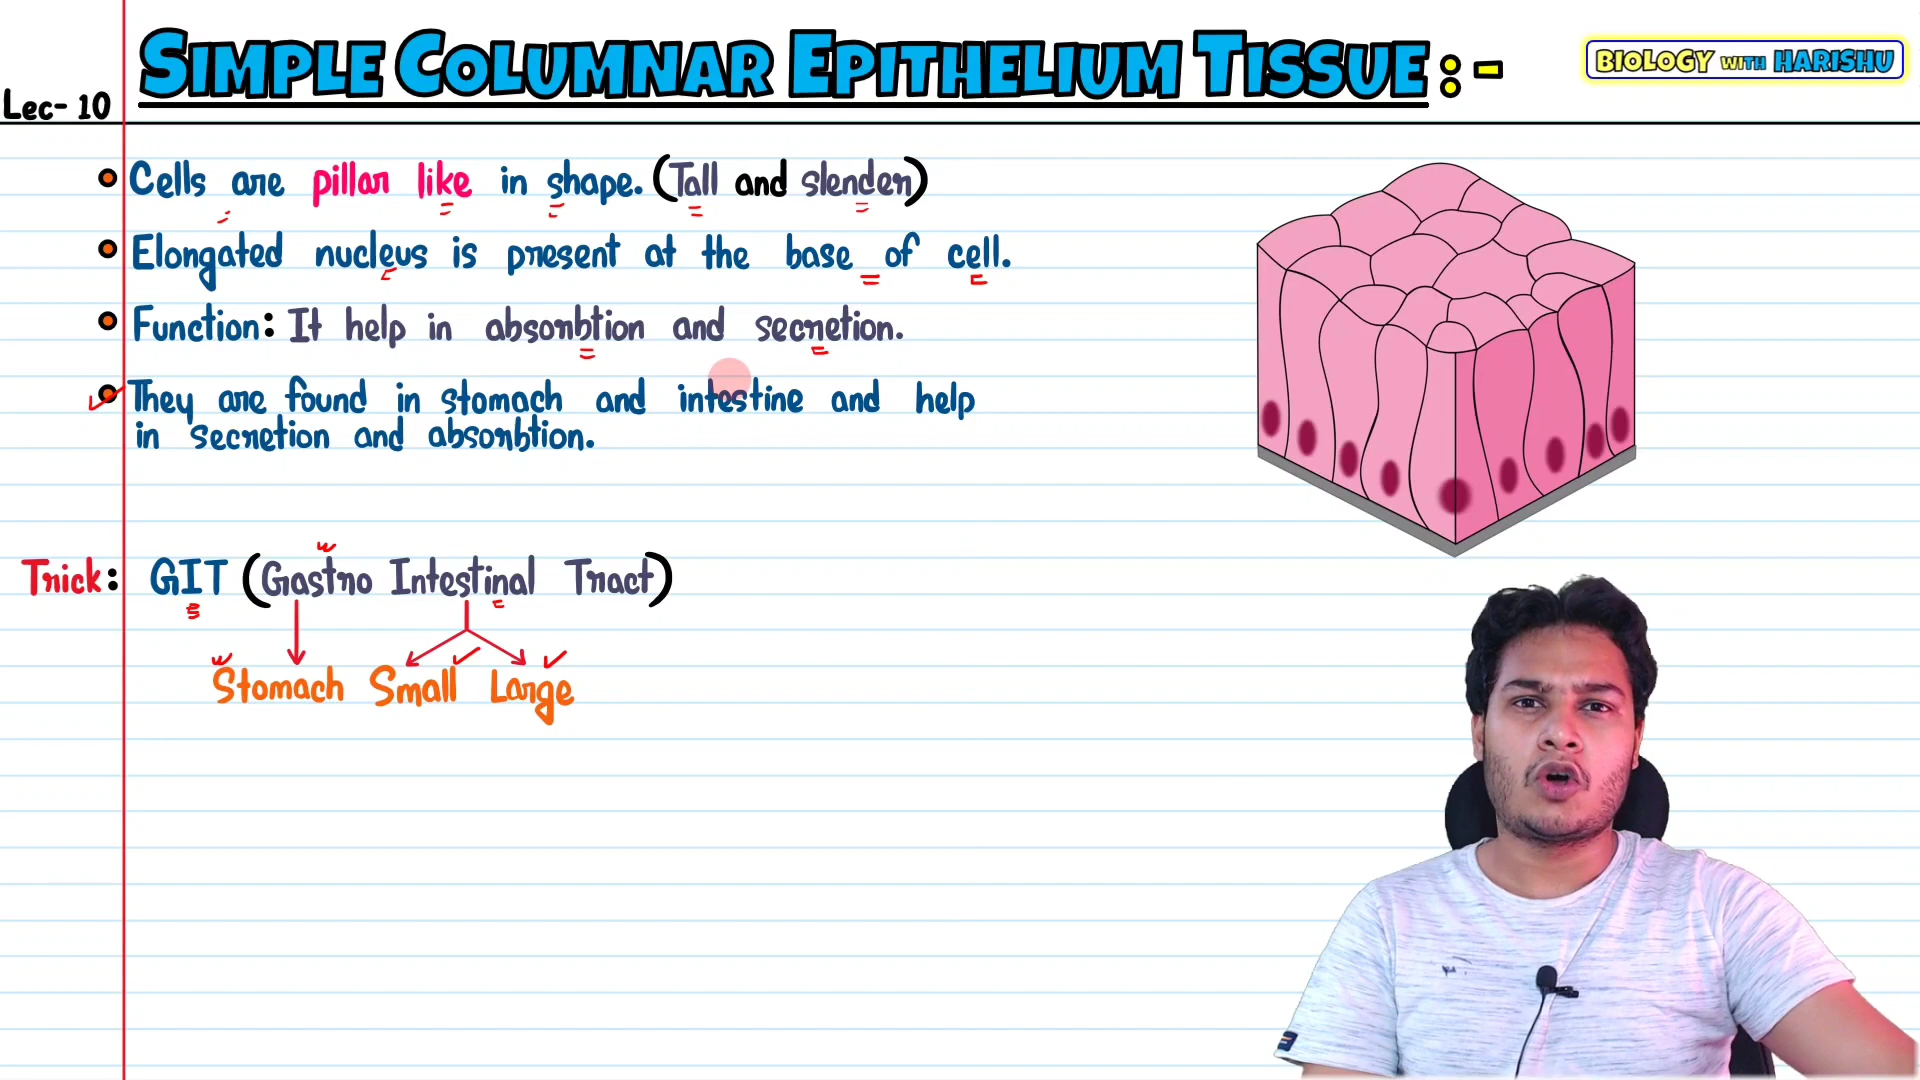 SIMPLE COLUMNAR EPITHELIUM TISSUE :-
BIOLOGY WITH HARISHU
Lec- 10
Cells are pillar like in shape. (Tall and slender)
Elongated nucleus is present at the base of cell.
Function: It help in absorbtion and secretion.
They are found in stomach and intestine and help
in secretion and absorbtion.
Trick: GIT (Gastro Intestinal Tract)
Stomach Small Large